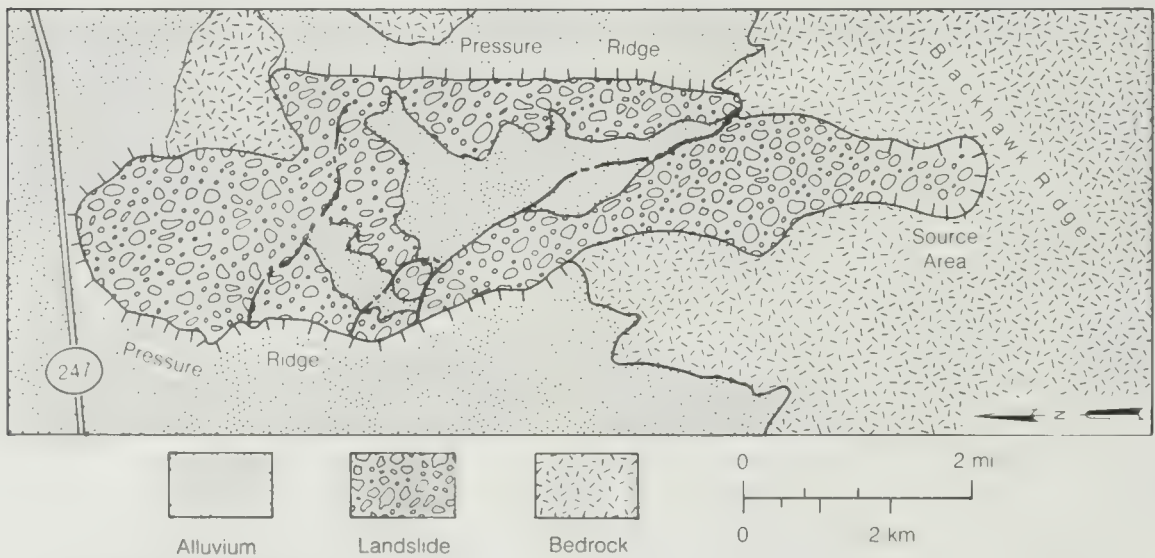 Pressure Ridge
Blackhawk Ridge
Source
Area
Pressure Ridge
247
N
0 2 mi
0 2 km
Alluvium Landslide Bedrock